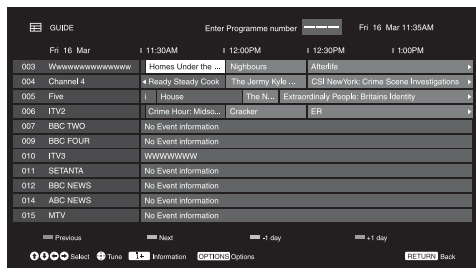 GUIDE Enter Programme number Fri 16 Mar 11:35AM
Fri 16 Mar 11:30AM 12:00PM 12:30PM 1:00PM
003 Wwwwwwwwwwwwww Homes Under the ... Nighbours Afterlife
004 Channel 4 Ready Steady Cook The Jermy Kyle ... CSI NewYork: Crime Scene Investigations
005 Five i House The N... Extraordinaly People: Britains Identity
006 ITV2 Crime Hour: Midso... Cracker ER
007 BBC TWO No Event information
009 BBC FOUR No Event information
010 ITV3 WWWWWWW
011 SETANTA No Event information
012 BBC NEWS No Event information
014 ABC NEWS No Event information
015 MTV No Event information
Previous Next -1 day +1 day
Select Tune i+ Information OPTIONS Options RETURN Back